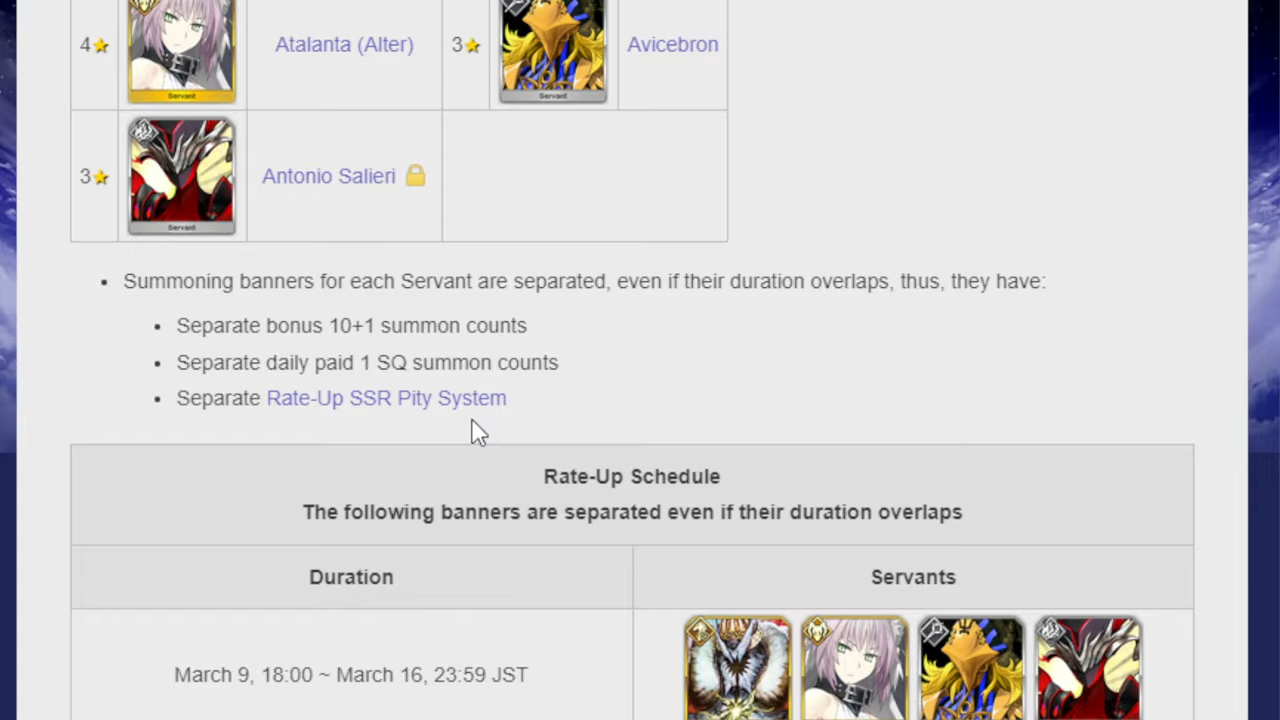 4 Atalanta (Alter) 3 Avicebron
Servant Servant
3 Antonio Salieri
Servant
• Summoning banners for each Servant are separated, even if their duration overlaps, thus, they have:
• Separate bonus 10+1 summon counts
• Separate daily paid 1 SQ summon counts
• Separate Rate-Up SSR Pity System
Rate-Up Schedule
The following banners are separated even if their duration overlaps
Duration Servants
March 9, 18:00 ~ March 16, 23:59 JST